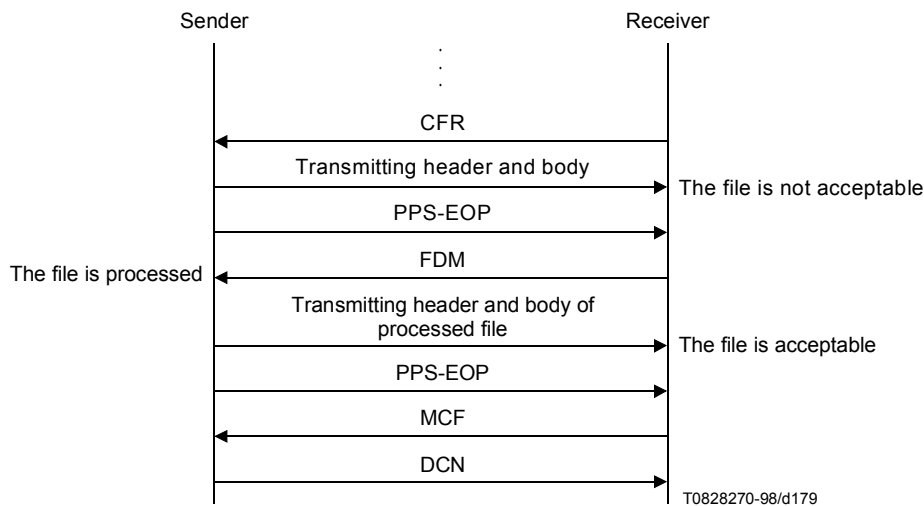 Sender
Receiver
CFR
Transmitting header and body
The file is not acceptable
PPS-EOP
FDM
The file is processed
Transmitting header and body of
processed file
The file is acceptable
PPS-EOP
MCF
DCN
T0828270-98/d179